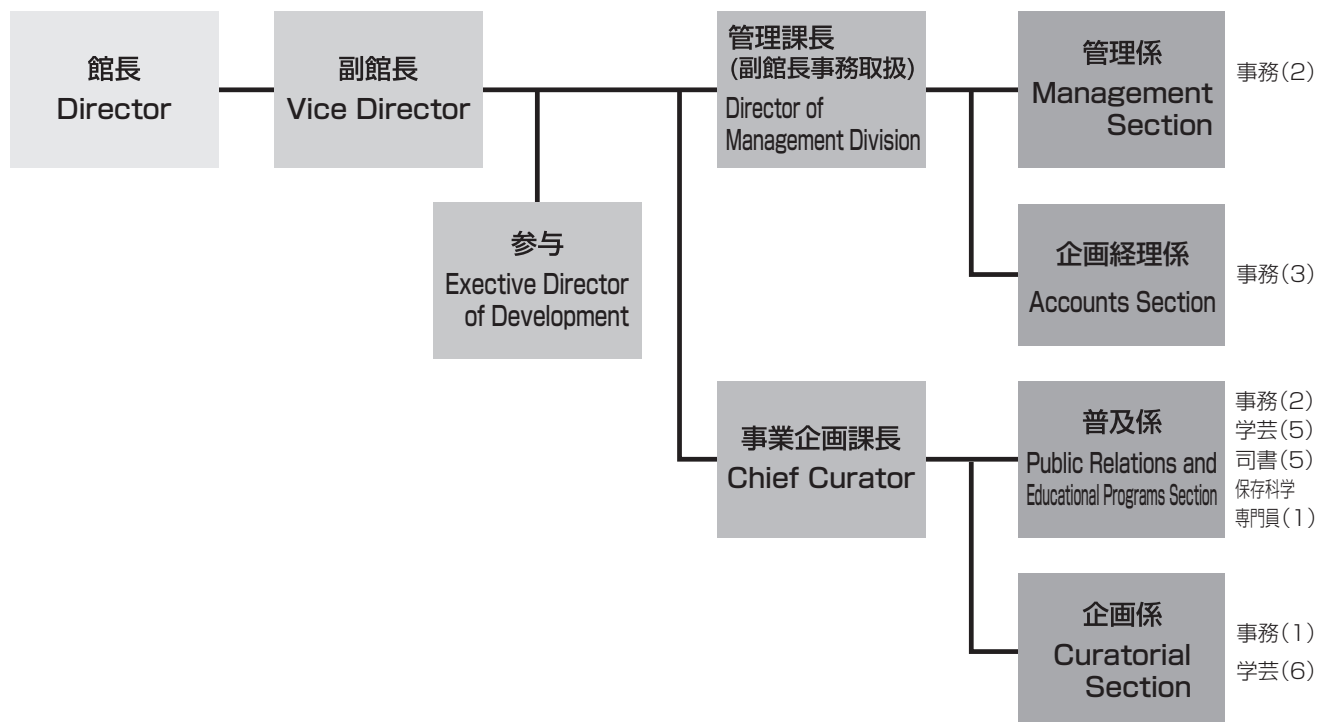 館長
Director
副館長
Vice Director
参与
Exective Director
of Development
管理課長
(副館長事務取扱)
Director of
Management Division
管理係
Management
Section
事務(2)
企画経理係
Accounts Section
事務(3)
事業企画課長
Chief Curator
普及係
Public Relations and
Educational Programs Section
事務(2)
学芸(5)
司書(5)
保存科学
専門員(1)
企画係
Curatorial
Section
事務(1)
学芸(6)